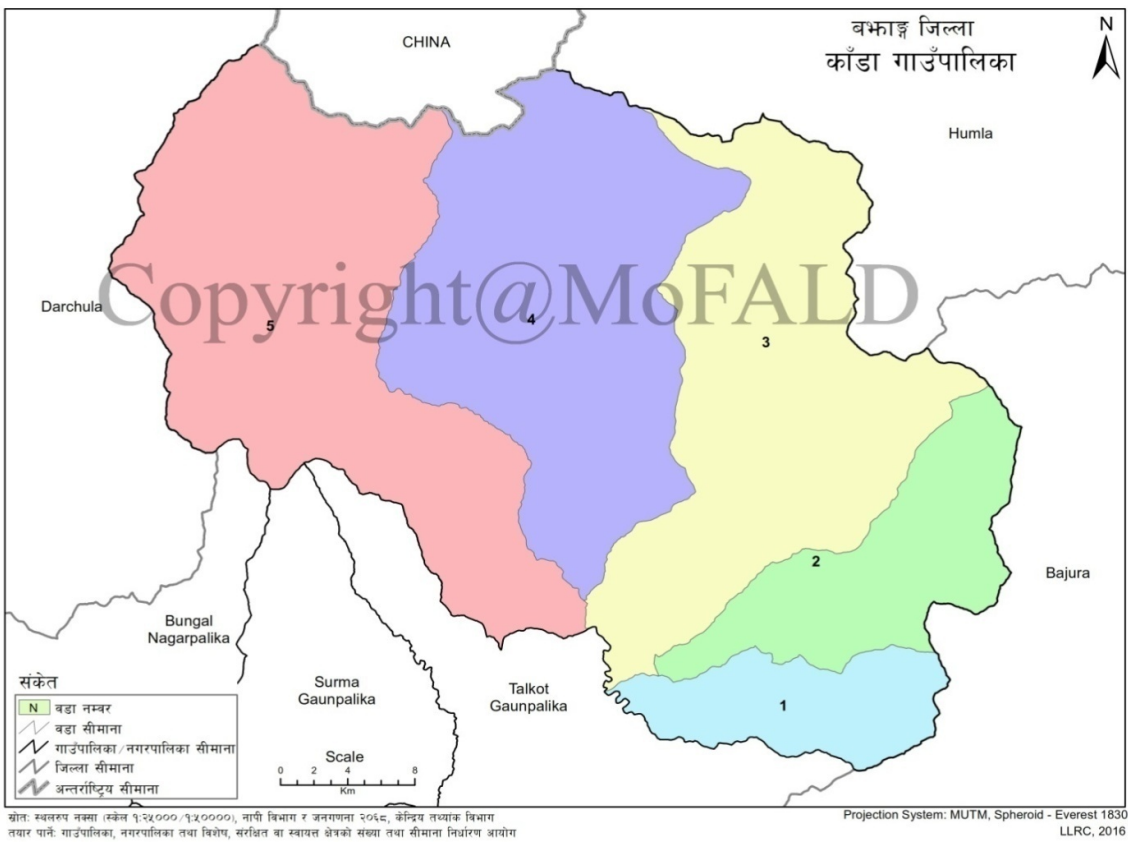 बझाङ्ग जिल्ला
काँडा गाउँपालिका
N
CHINA
Humla
Darchula
Copyright@MoFALD
5
4
3
2
1
Bajura
Bungal
Nagarpalika
Surma
Gaunpalika
Talkot
Gaunpalika
संकेत
N वडा नम्बर
वडा सीमाना
गाउँपालिका/नगरपालिका सीमाना
जिल्ला सीमाना
अन्तर्राष्ट्रिय सीमाना
Scale
0 2 4 8
Km
स्रोत: स्थलरुप नक्सा (स्केल १:२५०००/१:५००००), नापी विभाग र जनगणना २०६८, केन्द्रिय तथ्यांक विभाग
तयार पार्ने: गाउँपालिका, नगरपालिका तथा विशेष, संरक्षित वा स्वायत्त क्षेत्रको संख्या तथा सीमाना निर्धारण आयोग
Projection System: MUTM, Spheroid - Everest 1830
LLRC, 2016